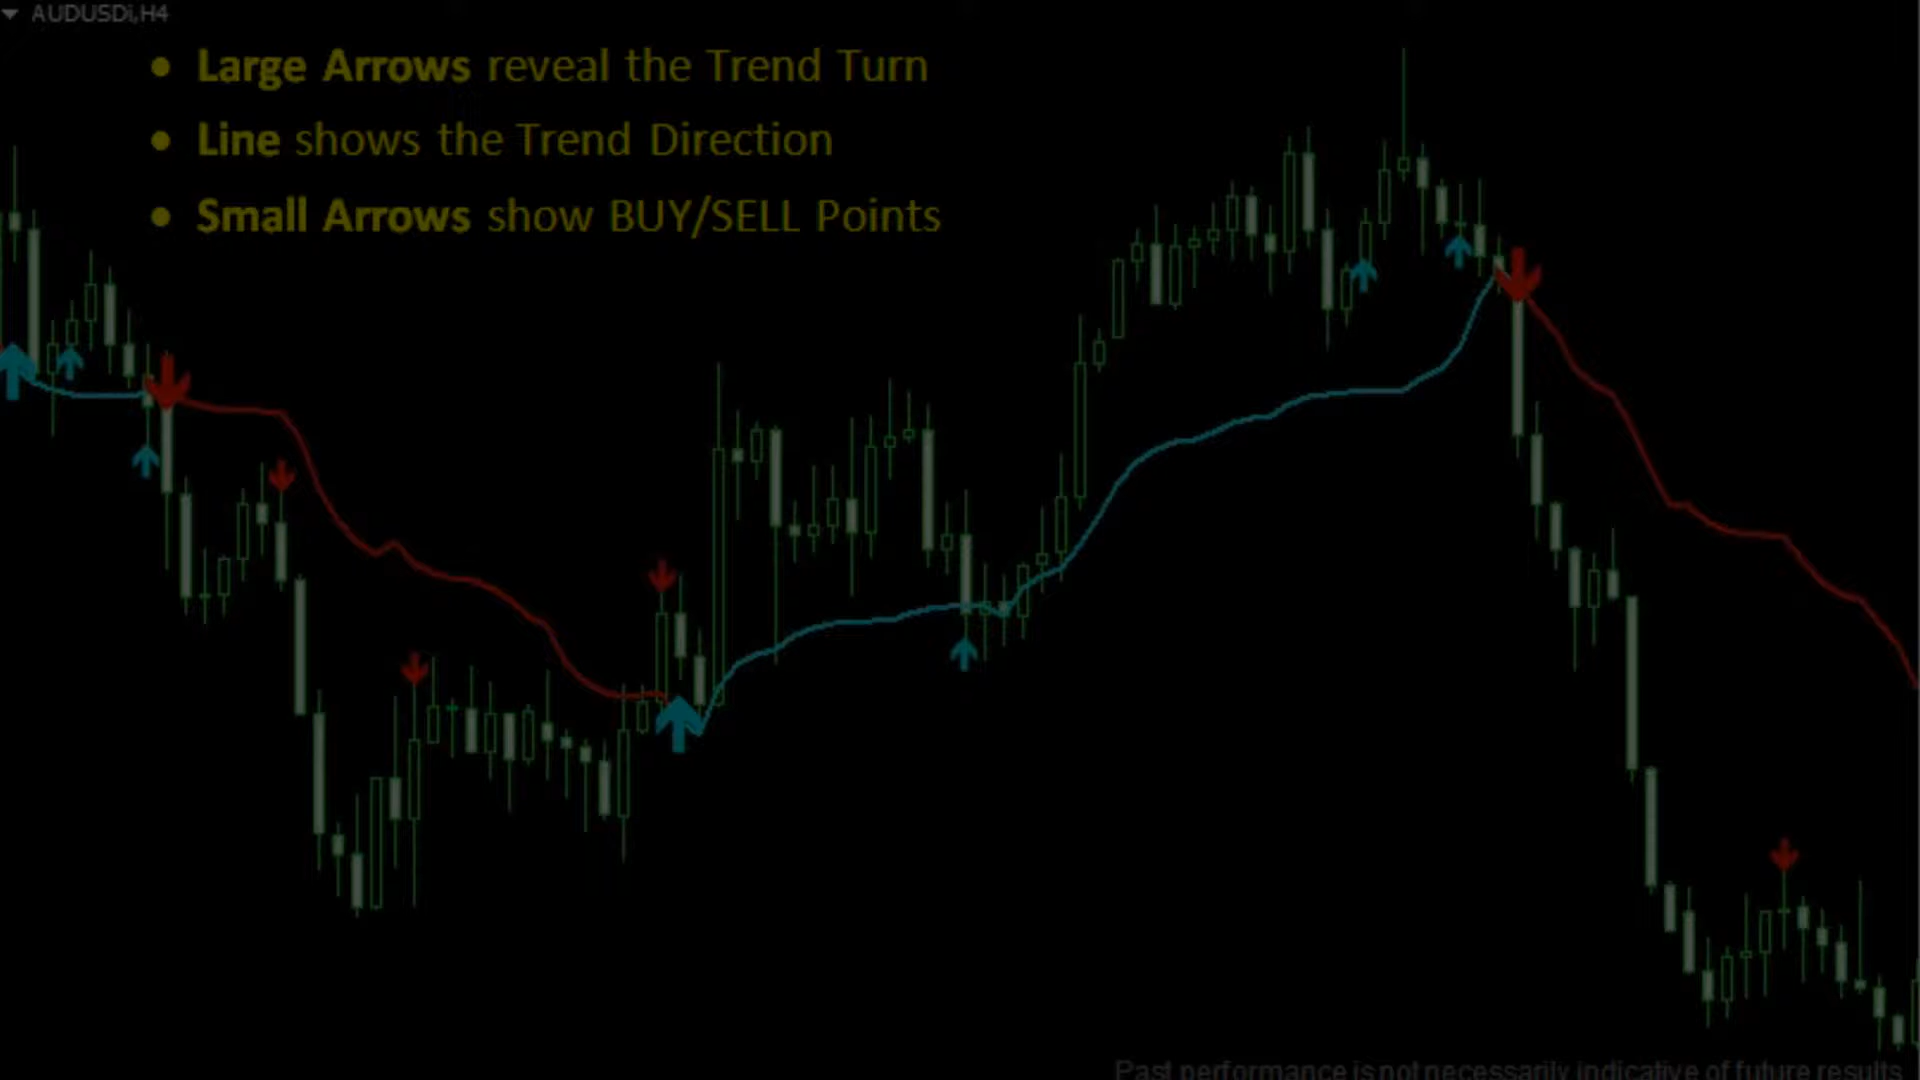 AUDUSDi,H4
• Large Arrows reveal the Trend Turn
• Line shows the Trend Direction
• Small Arrows show BUY/SELL Points
Past performance is not necessarily indicative of future results